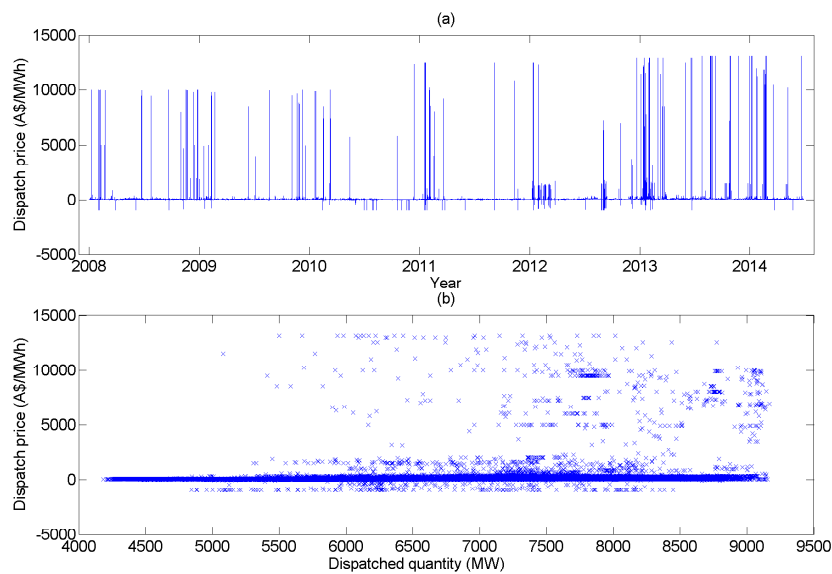 (a)
Dispatch price (A$/MWh)
15000
10000
5000
0
-5000
2008 2009 2010 2011 2012 2013 2014
Year
(b)
Dispatch price (A$/MWh)
15000
10000
5000
0
-5000
4000 4500 5000 5500 6000 6500 7000 7500 8000 8500 9000 9500
Dispatched quantity (MW)